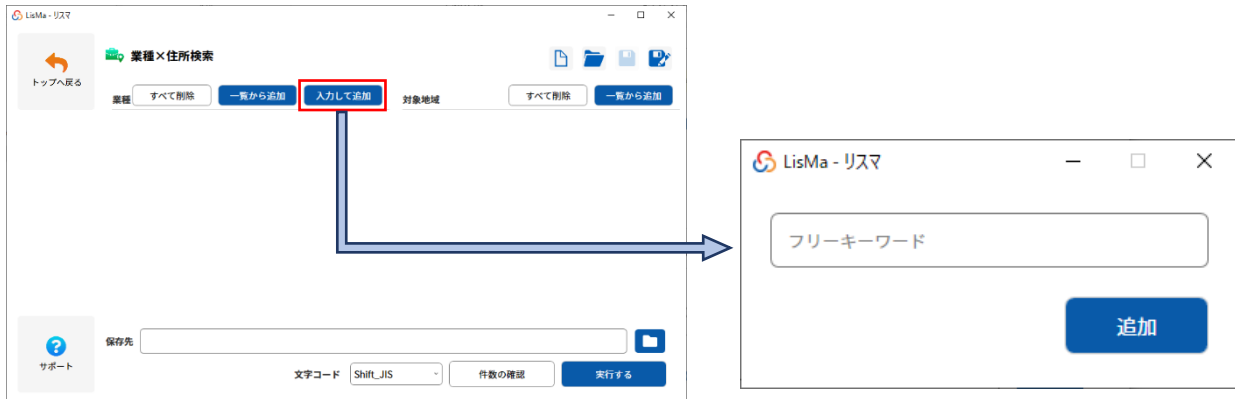 LisMa - リスマ
トップへ戻る
業種×住所検索
業種 すべて削除 一覧から追加 入力して追加 対象地域 すべて削除 一覧から追加
サポート
保存先
文字コード Shift_JIS 件数の確認 実行する
LisMa - リスマ
フリーキーワード
追加